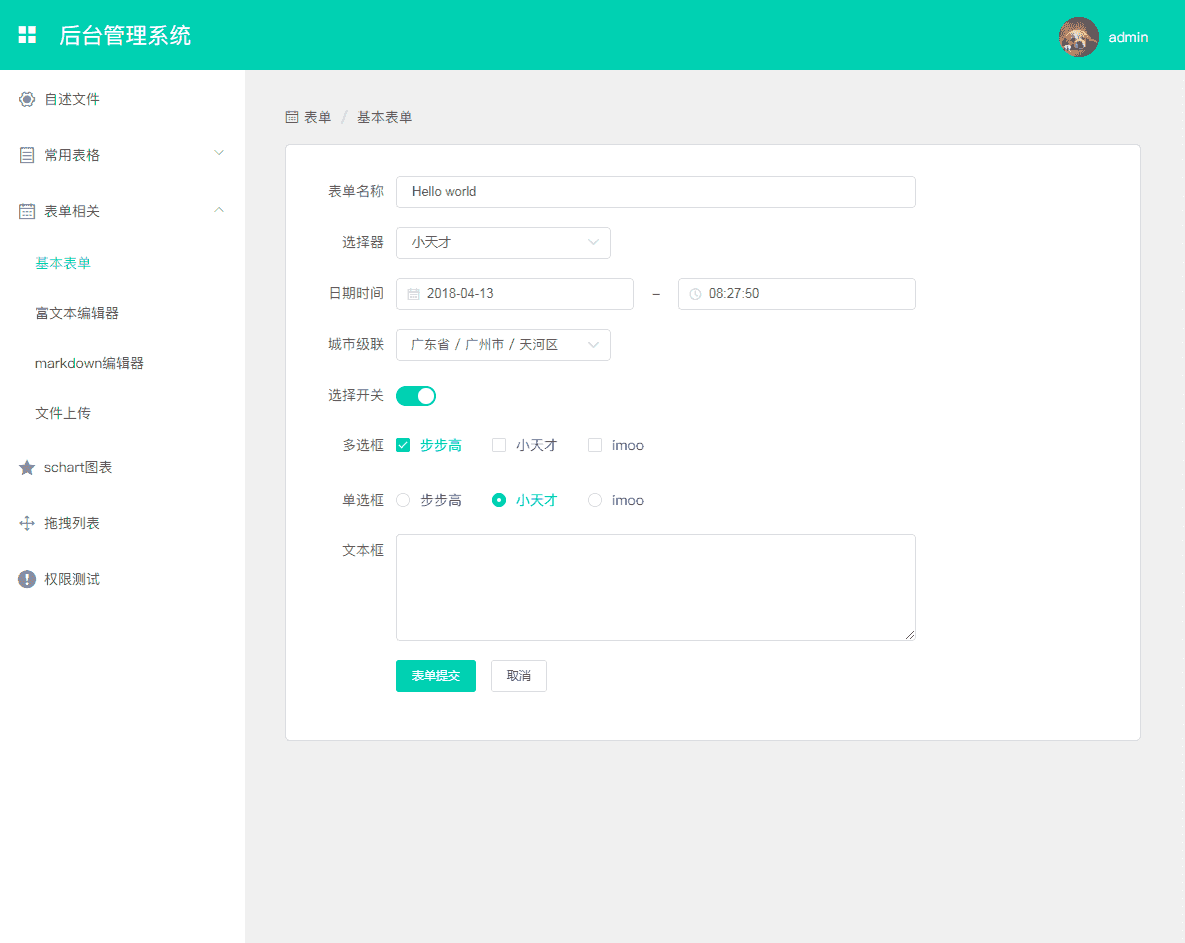 后台管理系统
admin
自述文件
常用表格
表单相关
基本表单
富文本编辑器
markdown编辑器
文件上传
schart图表
拖拽列表
权限测试
表单 / 基本表单
表单名称 Hello world
选择器 小天才
日期时间 2018-04-13 – 08:27:50
城市级联 广东省 / 广州市 / 天河区
选择开关
多选框 步步高 小天才 imoo
单选框 步步高 小天才 imoo
文本框
表单提交 取消